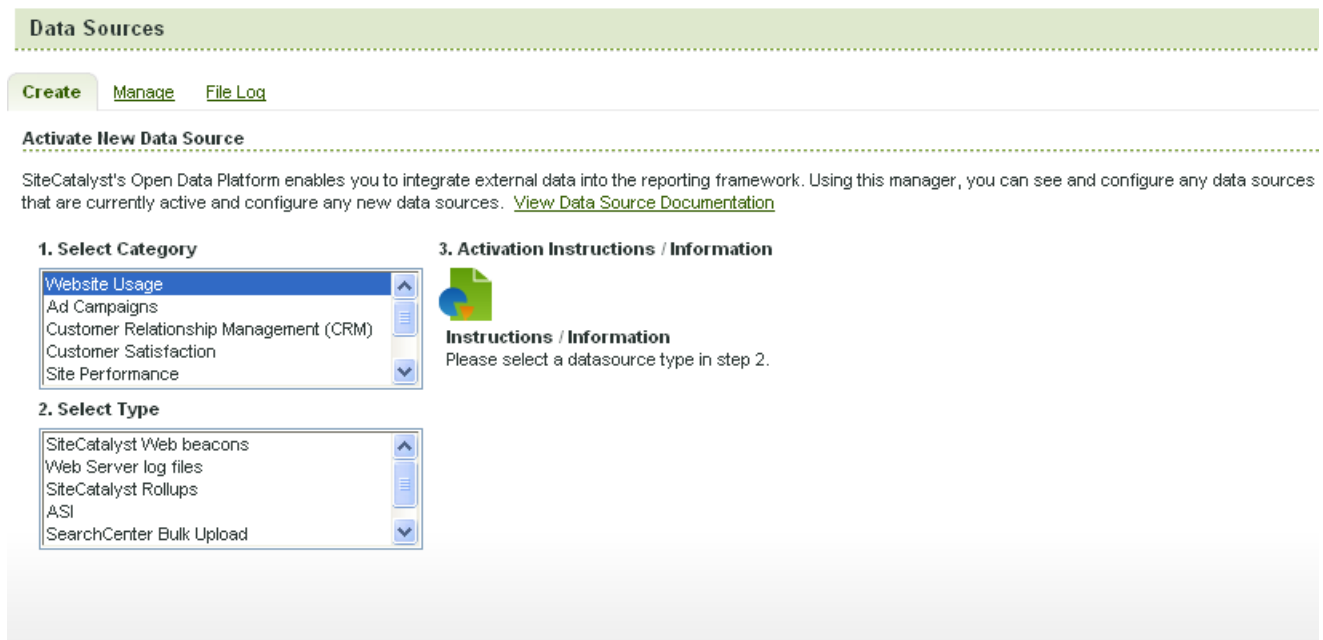 Data Sources
Create Manage File Log
Activate New Data Source
SiteCatalyst's Open Data Platform enables you to integrate external data into the reporting framework. Using this manager, you can see and configure any data sources
that are currently active and configure any new data sources. View Data Source Documentation
1. Select Category
Website Usage
Ad Campaigns
Customer Relationship Management (CRM)
Customer Satisfaction
Site Performance
2. Select Type
SiteCatalyst Web beacons
Web Server log files
SiteCatalyst Rollups
ASI
SearchCenter Bulk Upload
3. Activation Instructions / Information
Instructions / Information
Please select a datasource type in step 2.